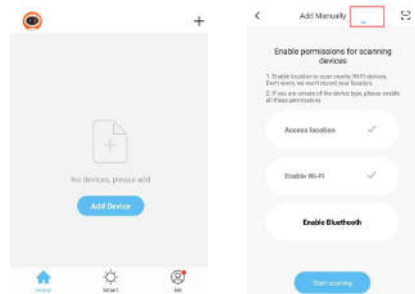 No devices, please add
Add Device
Home
Smart
Me
Add Manually
Enable permissions for scanning
devices
1. Enable location to scan nearby Wi-Fi devices.
Don't worry, we won't record your location.
2. If you are unsure of the device type, please enable
all these permissions
Access location
Enable Wi-Fi
Enable Bluethooth
Start scanning